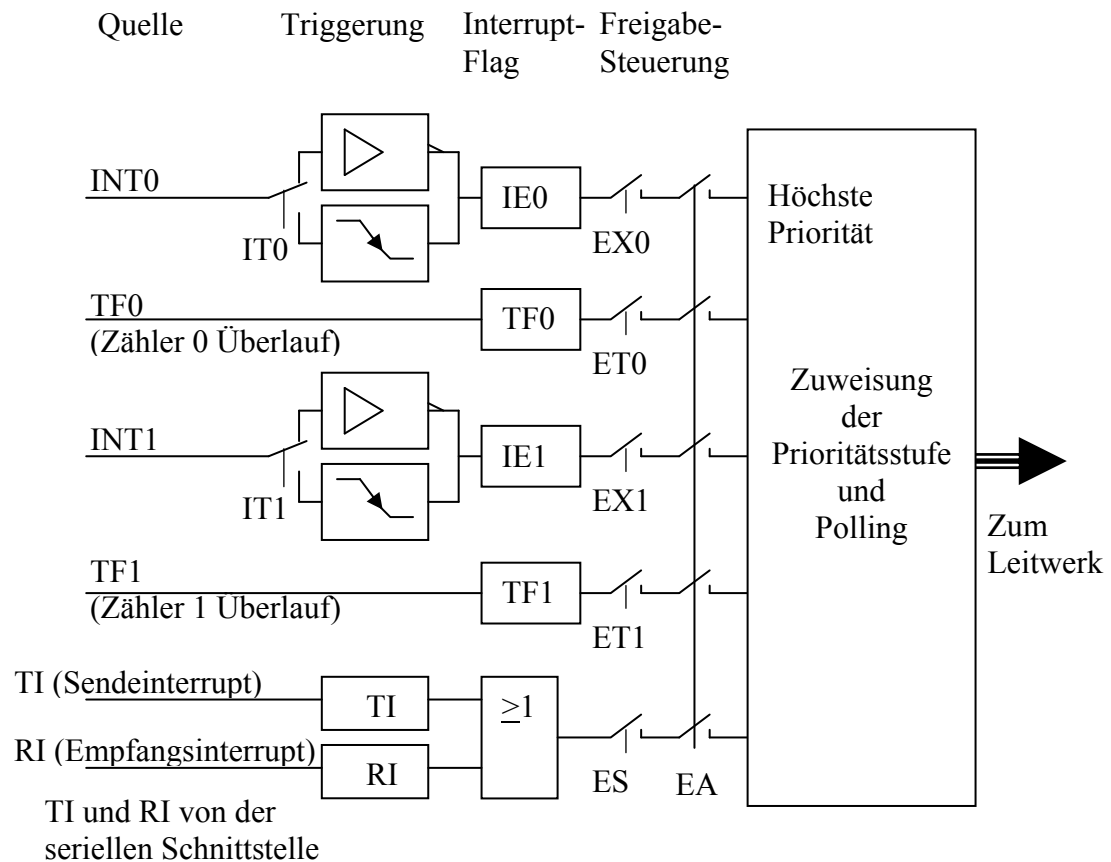 Quelle
Triggerung
Interrupt-
Flag
Freigabe-
Steuerung
INT0
IT0
IE0
EX0
Höchste
Priorität
TF0
(Zähler 0 Überlauf)
TF0
ET0
INT1
IT1
IE1
EX1
Zuweisung
der
Prioritätsstufe
und
Polling
Zum
Leitwerk
TF1
(Zähler 1 Überlauf)
TF1
ET1
TI (Sendeinterrupt)
TI
≥1
RI (Empfangsinterrupt)
RI
ES
EA
TI und RI von der
seriellen Schnittstelle